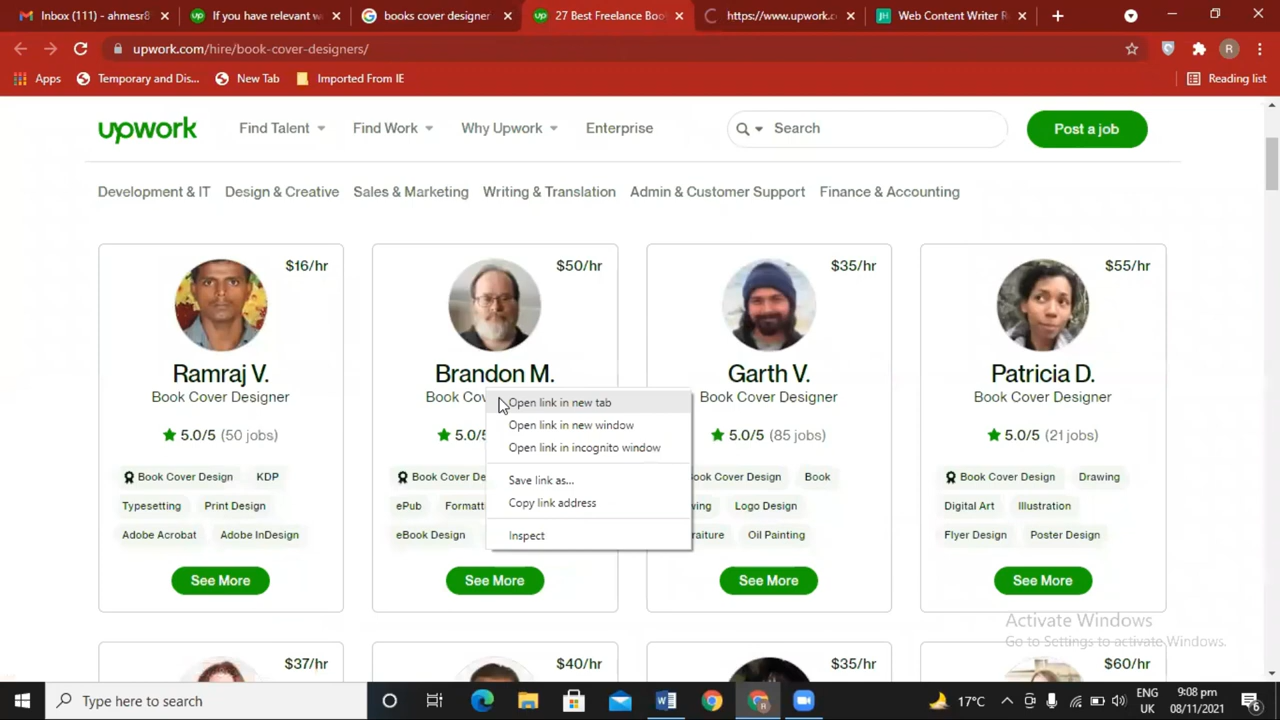 Inbox (111) - ahmesr8
If you have relevant w
books cover designer
27 Best Freelance Boo
https://www.upwork.c
Web Content Writer R
upwork.com/hire/book-cover-designers/
R
Apps
Temporary and Dis...
New Tab
Imported From IE
Reading list
upwork
Find Talent
Find Work
Why Upwork
Enterprise
Search
Post a job
Development & IT
Design & Creative
Sales & Marketing
Writing & Translation
Admin & Customer Support
Finance & Accounting
$16/hr
Ramraj V.
Book Cover Designer
5.0/5 (50 jobs)
Book Cover Design
KDP
Typesetting
Print Design
Adobe Acrobat
Adobe InDesign
See More
$50/hr
Brandon M.
Book Cov
5.0/5
Book Cover De
ePub
Formatt
eBook Design
See More
Open link in new tab
Open link in new window
Open link in incognito window
Save link as...
Copy link address
Inspect
$35/hr
Garth V.
Book Cover Designer
5.0/5 (85 jobs)
ver Design
Book
Logo Design
Oil Painting
See More
$55/hr
Patricia D.
Book Cover Designer
5.0/5 (21 jobs)
Book Cover Design
Drawing
Digital Art
Illustration
Flyer Design
Poster Design
See More
$37/hr
$40/hr
$35/hr
$60/hr
Activate Windows
Go to Settings to activate Windows.
Type here to search
17°C
ENG
UK
9:08 pm
08/11/2021
6